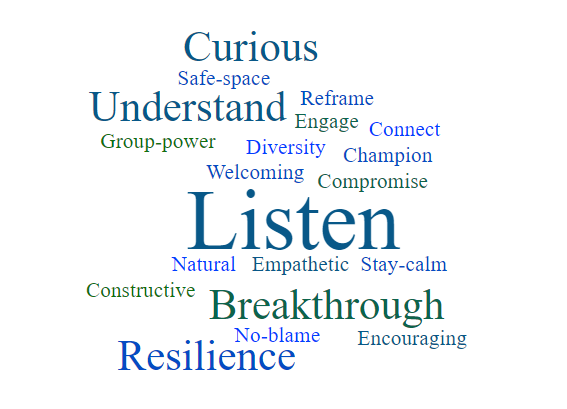 Curious
Safe-space
Understand
Reframe
Engage
Connect
Group-power
Diversity
Champion
Welcoming
Compromise
Listen
Natural
Empathetic
Stay-calm
Constructive
Breakthrough
No-blame
Encouraging
Resilience